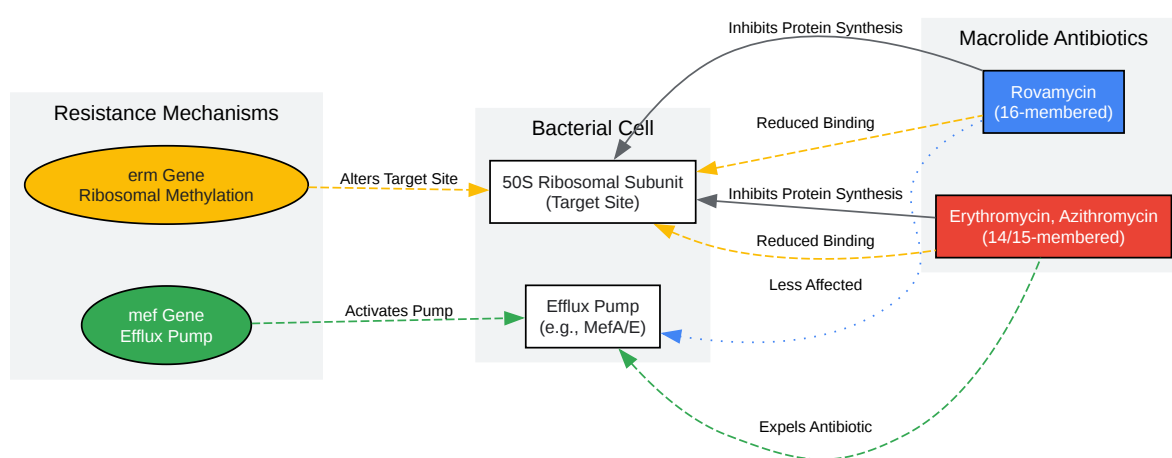 Resistance Mechanisms
erm Gene
Ribosomal Methylation
mef Gene
Efflux Pump
Alters Target Site
Activates Pump
Bacterial Cell
50S Ribosomal Subunit
(Target Site)
Efflux Pump
(e.g., MefA/E)
Inhibits Protein Synthesis
Reduced Binding
Inhibits Protein Synthesis
Reduced Binding
Less Affected
Expels Antibiotic
Macrolide Antibiotics
Rovamycin
(16-membered)
Erythromycin, Azithromycin
(14/15-membered)